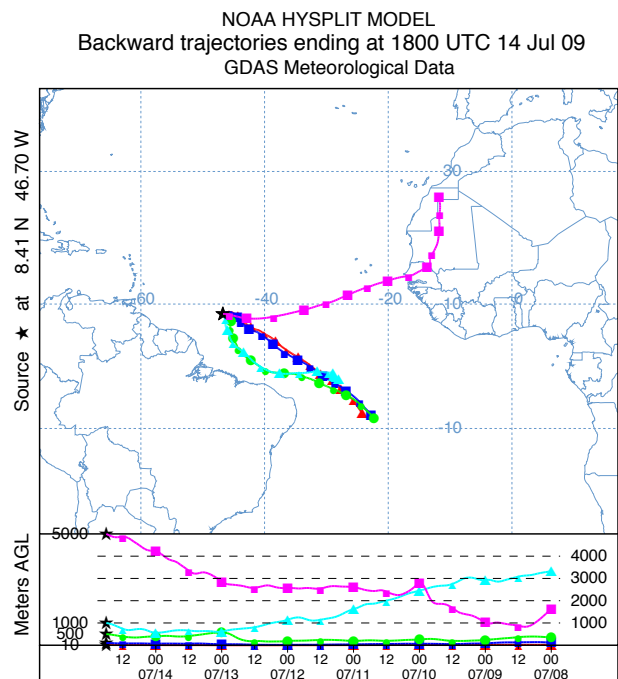 NOAA HYSPLIT MODEL
Backward trajectories ending at 1800 UTC 14 Jul 09
GDAS Meteorological Data
Source ★ at 8.41 N 46.70 W
30
-60 -40 -20 10 0
-10
Meters AGL
5000
4000
3000
2000
1000 1000
500
10
12 00 12 00 12 00 12 00 12 00 12 00 12 00
07/14 07/13 07/12 07/11 07/10 07/09 07/08